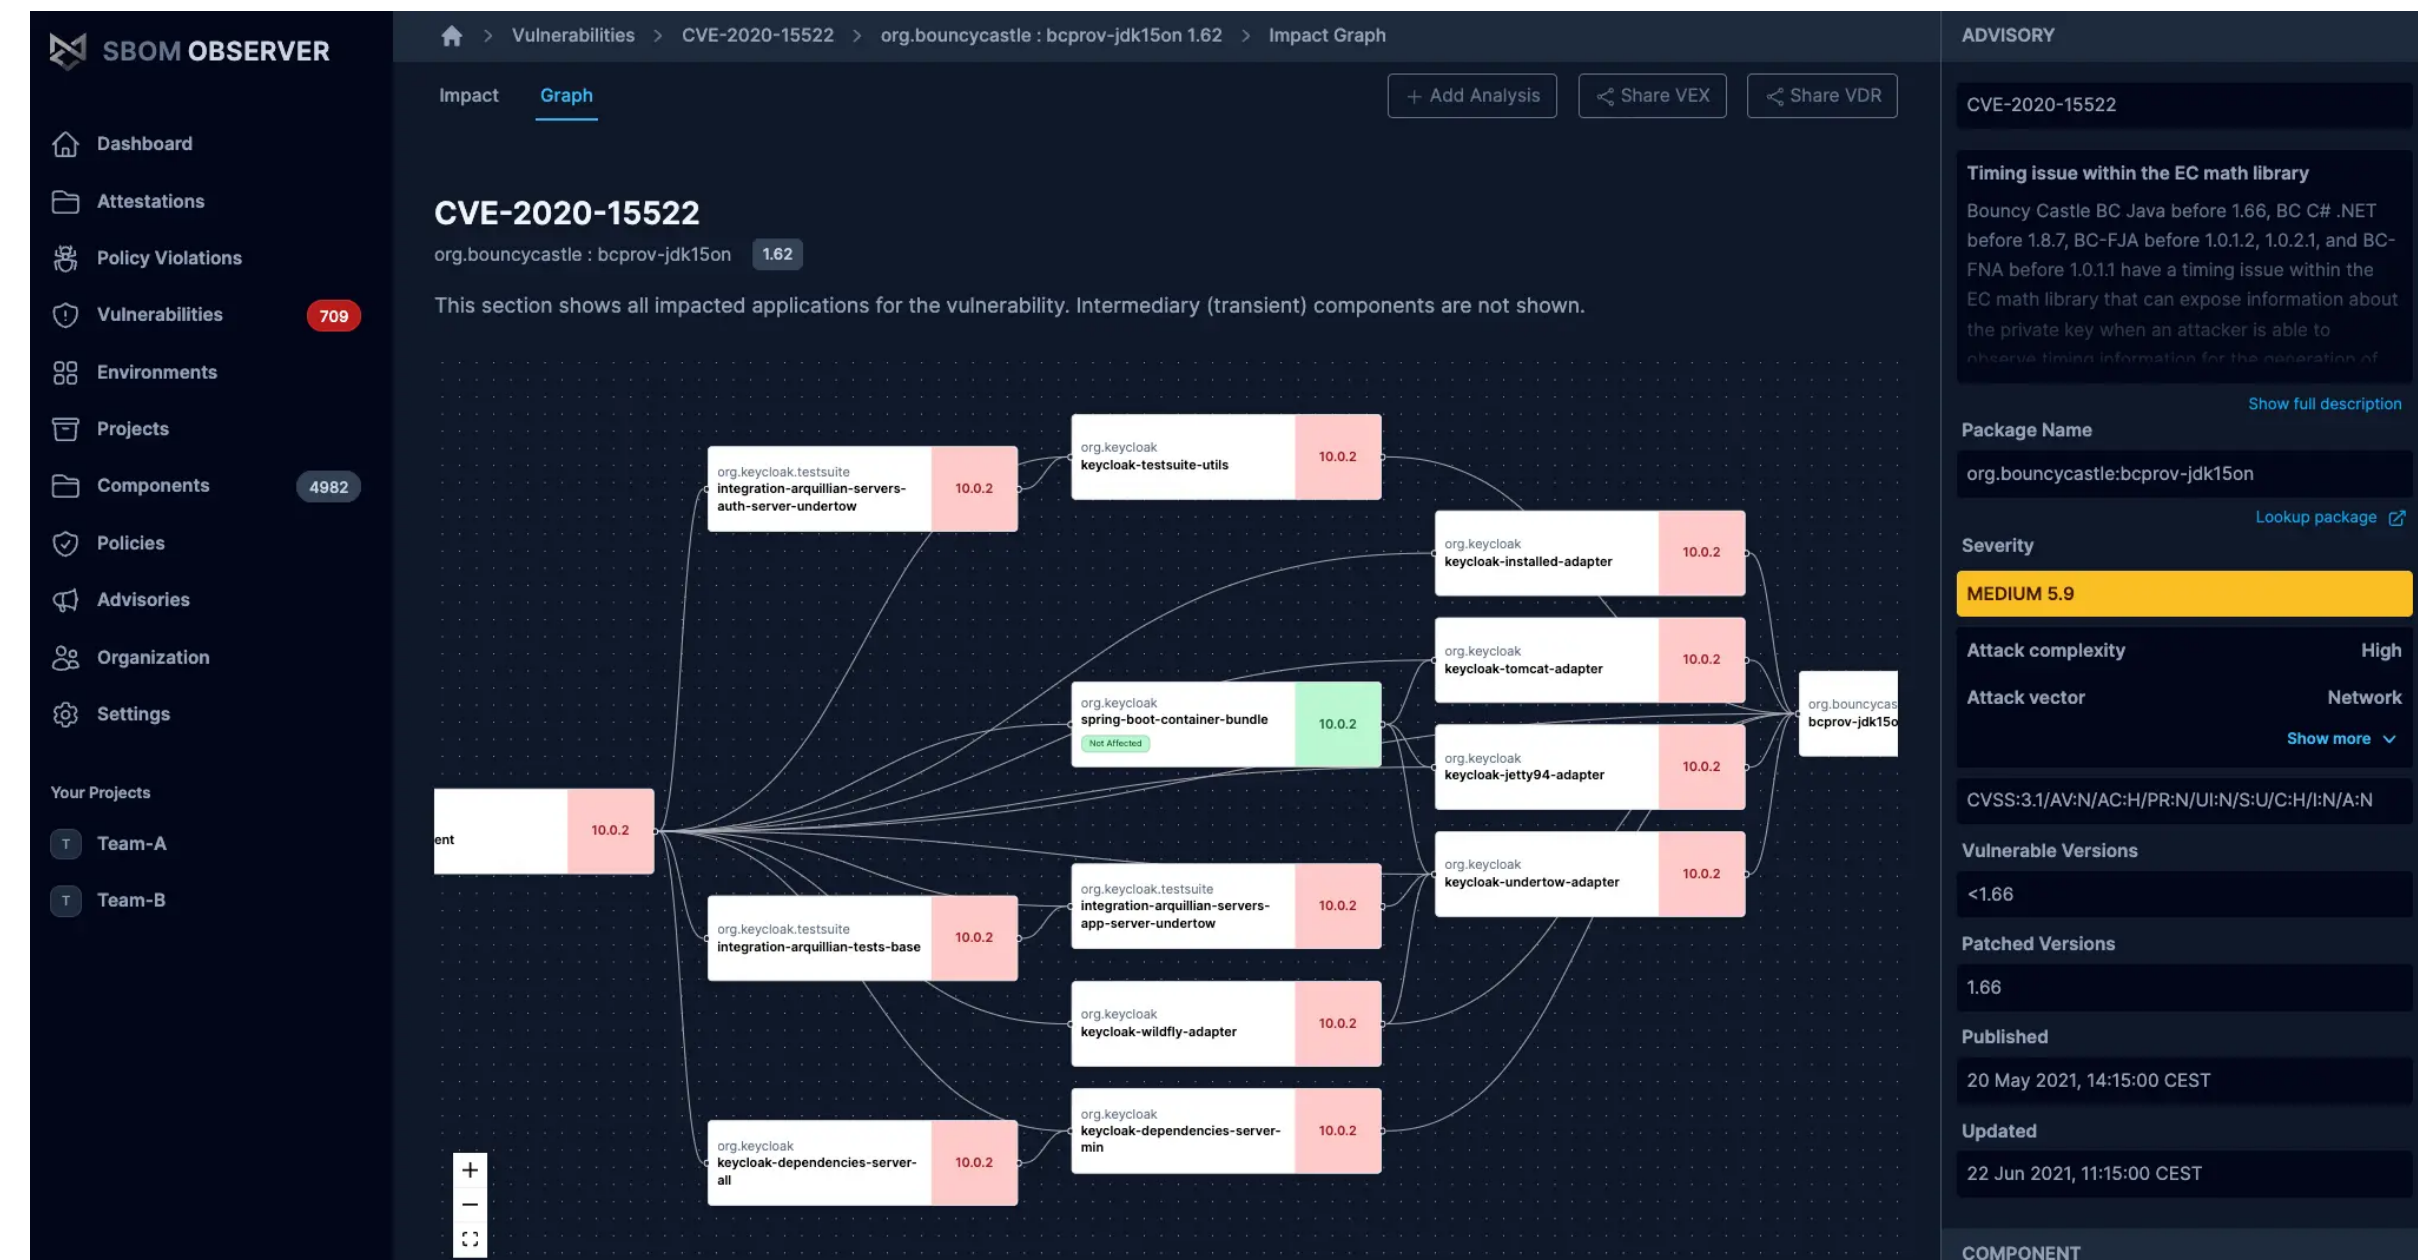 SBOM OBSERVER
Dashboard
Attestations
Policy Violations
Vulnerabilities 709
Environments
Projects
Components 4982
Policies
Advisories
Organization
Settings
Your Projects
T Team-A
T Team-B
Vulnerabilities > CVE-2020-15522 > org.bouncycastle : bcprov-jdk15on 1.62 > Impact Graph
Impact Graph
+ Add Analysis Share VEX Share VDR
CVE-2020-15522
org.bouncycastle : bcprov-jdk15on 1.62
This section shows all impacted applications for the vulnerability. Intermediary (transient) components are not shown.
ent
10.0.2
org.keycloak.testsuite
integration-arquillian-servers-
auth-server-undertow
10.0.2
org.keycloak.testsuite
integration-arquillian-tests-base
10.0.2
org.keycloak
keycloak-dependencies-server-
all
10.0.2
org.keycloak
keycloak-testsuite-utils
10.0.2
org.keycloak
spring-boot-container-bundle
Not Affected
10.0.2
org.keycloak.testsuite
integration-arquillian-servers-
app-server-undertow
10.0.2
org.keycloak
keycloak-wildfly-adapter
10.0.2
org.keycloak
keycloak-dependencies-server-
min
10.0.2
org.keycloak
keycloak-installed-adapter
10.0.2
org.keycloak
keycloak-tomcat-adapter
10.0.2
org.keycloak
keycloak-jetty94-adapter
10.0.2
org.keycloak
keycloak-undertow-adapter
10.0.2
org.bouncycas
bcprov-jdk15o
ADVISORY
CVE-2020-15522
Timing issue within the EC math library
Bouncy Castle BC Java before 1.66, BC C# .NET
before 1.8.7, BC-FJA before 1.0.1.2, 1.0.2.1, and BC-
FNA before 1.0.1.1 have a timing issue within the
EC math library that can expose information about
the private key when an attacker is able to
observe timing information for the generation of
Show full description
Package Name
org.bouncycastle:bcprov-jdk15on
Lookup package
Severity
MEDIUM 5.9
Attack complexity High
Attack vector Network
Show more
CVSS:3.1/AV:N/AC:H/PR:N/UI:N/S:U/C:H/I:N/A:N
Vulnerable Versions
<1.66
Patched Versions
1.66
Published
20 May 2021, 14:15:00 CEST
Updated
22 Jun 2021, 11:15:00 CEST
COMPONENT